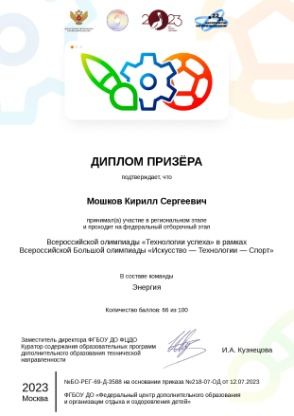 2023
ДИПЛОМ ПРИЗЁРА
подтверждает, что
Мошков Кирилл Сергеевич
принимал(а) участие в региональном этапе
и проходит на федеральный отборочный этап
Всероссийской олимпиады «Технологии успеха» в рамках
Всероссийской Большой олимпиады «Искусство — Технологии — Спорт»
В составе команды
Энергия
Количество баллов: 66 из 100
Заместитель директора ФГБОУ ДО ФЦДО
Куратор содержания образовательных программ
дополнительного образования технической
направленности
И.А. Кузнецова
2023
Москва
№БО-РЕГ-69-Д-3588 на основании приказа №218-07-ОД от 12.07.2023
ФГБОУ ДО «Федеральный центр дополнительного образования
и организации отдыха и оздоровления детей»